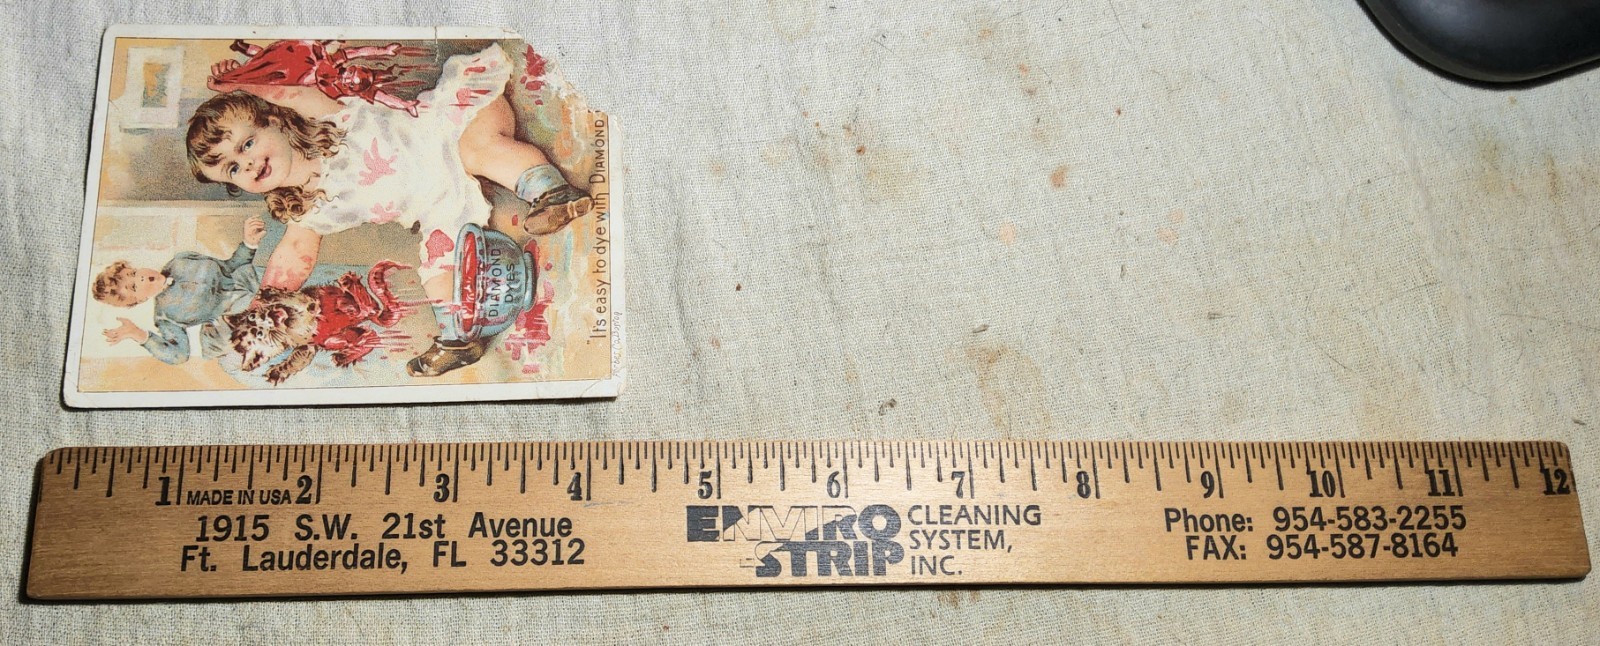 "Its easy to dye with DIAMOND
DIAMOND
DYES
1 MADE IN USA 2 3 4 5 6 7 8 9 10 11 12
1915 S.W. 21st Avenue
Ft. Lauderdale, FL 33312
ENVIRO
STRIP
CLEANING
SYSTEM,
INC.
Phone: 954-583-2255
FAX: 954-587-8164